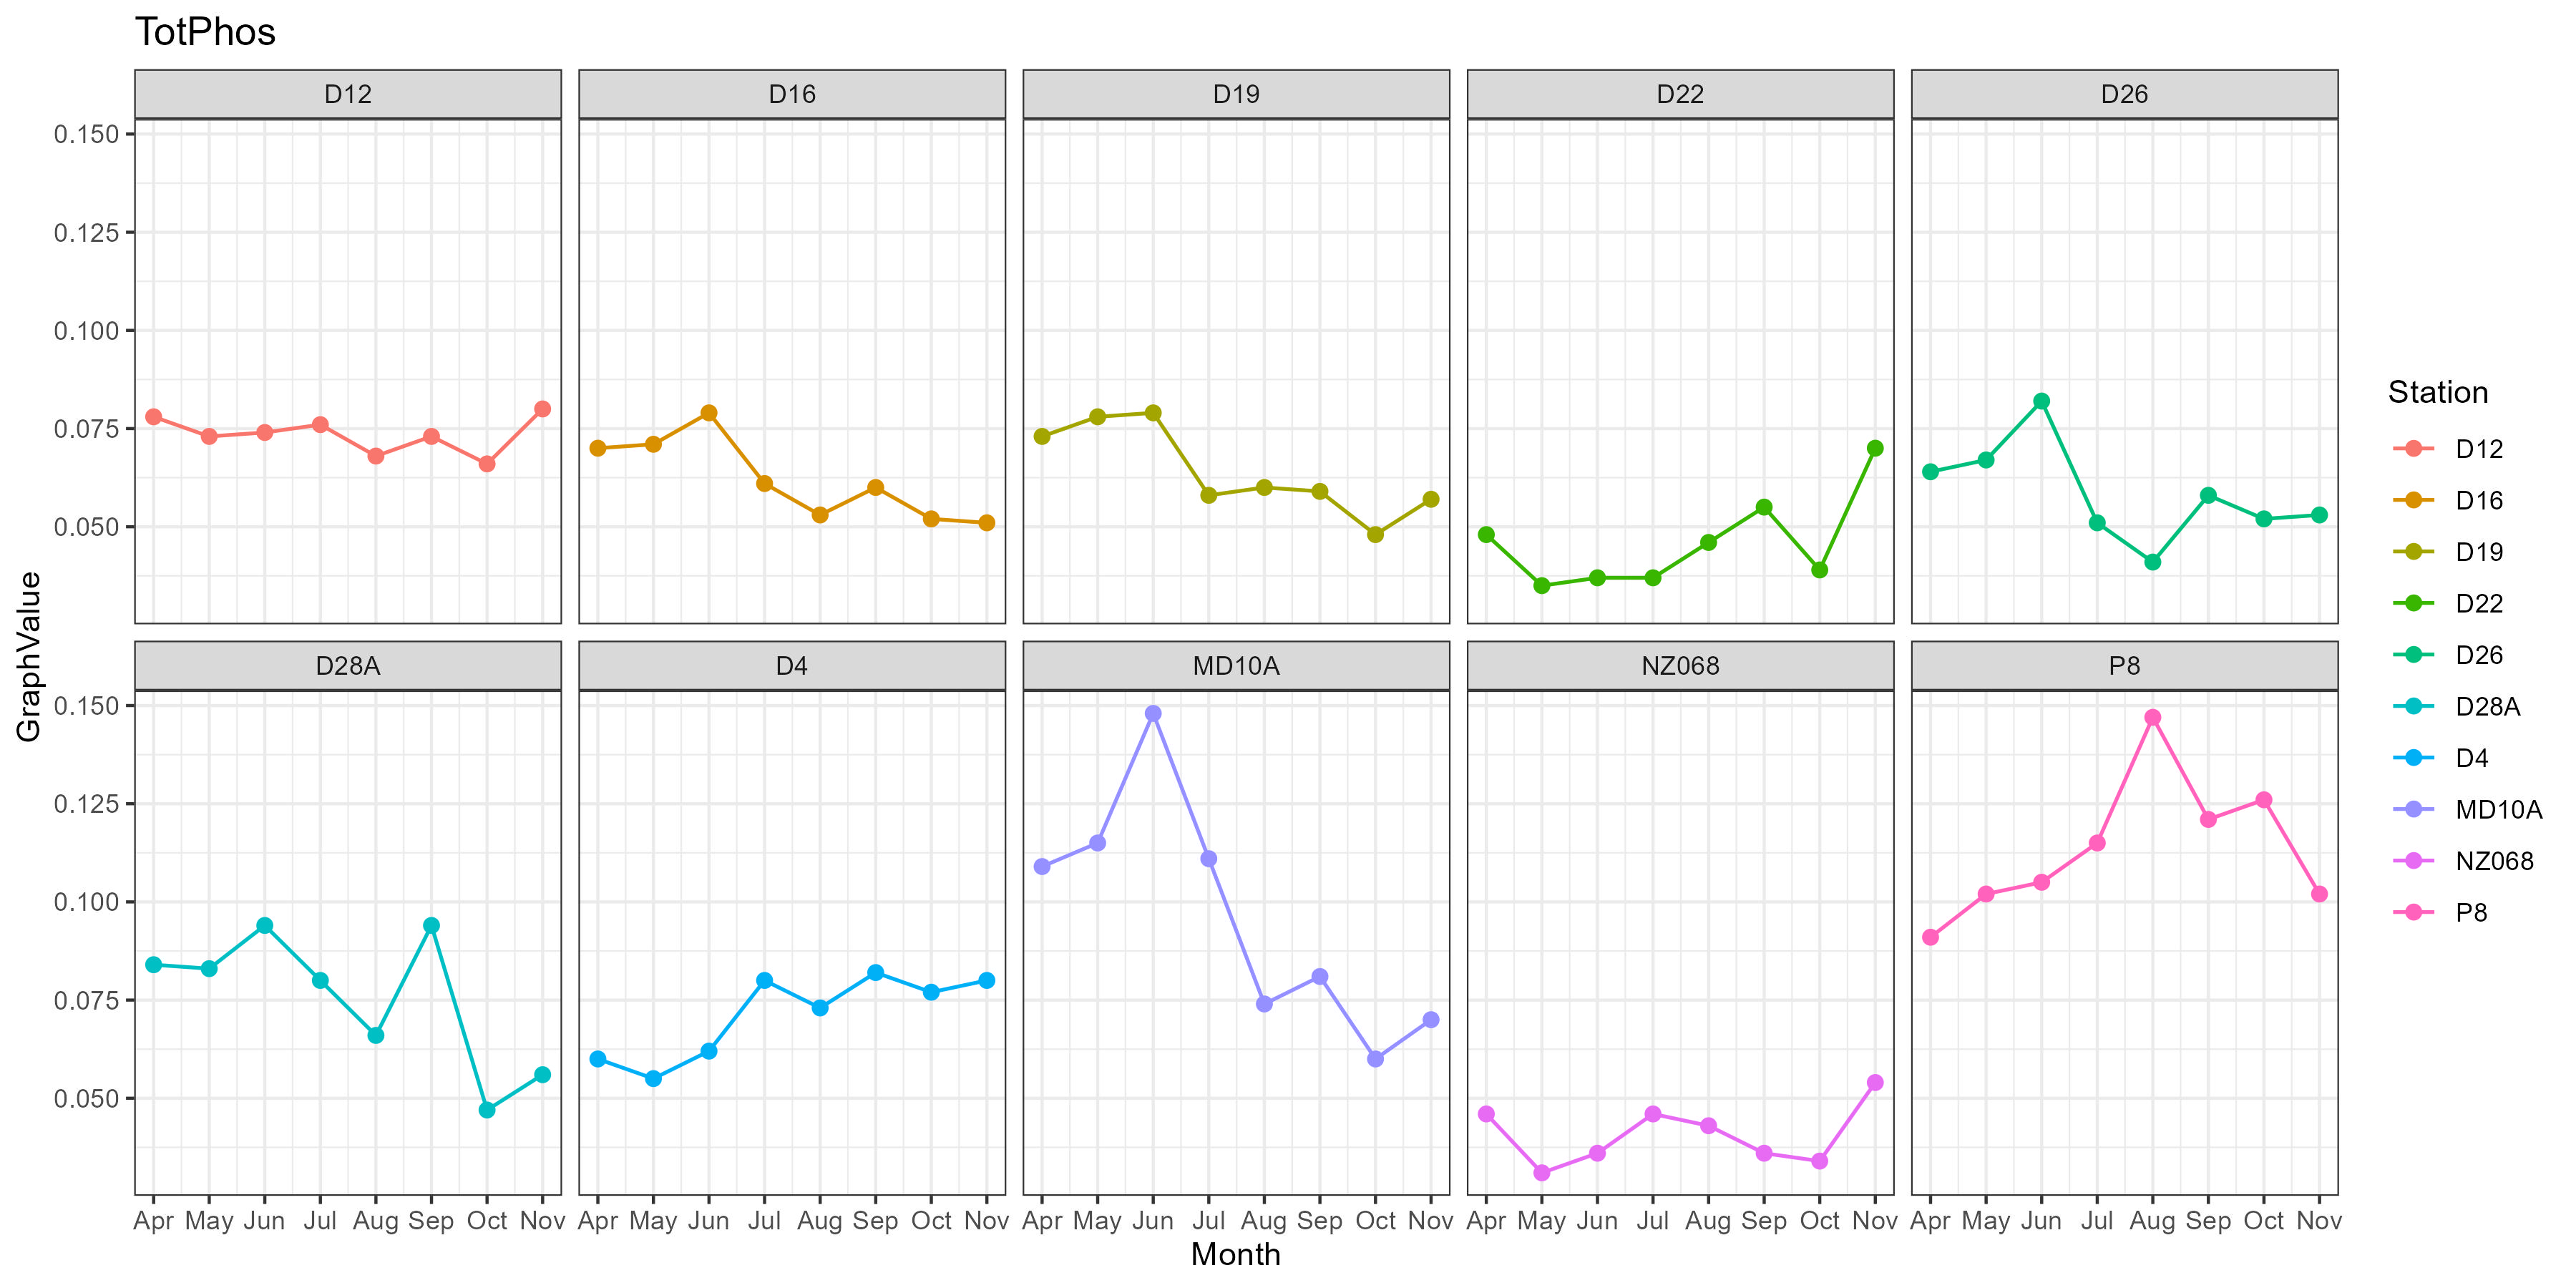 TotPhos
D12 D16 D19 D22 D26
0.150
0.125
0.100
0.075
0.050
D28A D4 MD10A NZ068 P8
0.150
0.125
0.100
0.075
0.050
GraphValue
Apr May Jun Jul Aug Sep Oct Nov Apr May Jun Jul Aug Sep Oct Nov Apr May Jun Jul Aug Sep Oct Nov Apr May Jun Jul Aug Sep Oct Nov Apr May Jun Jul Aug Sep Oct Nov
Month
Station
D12
D16
D19
D22
D26
D28A
D4
MD10A
NZ068
P8